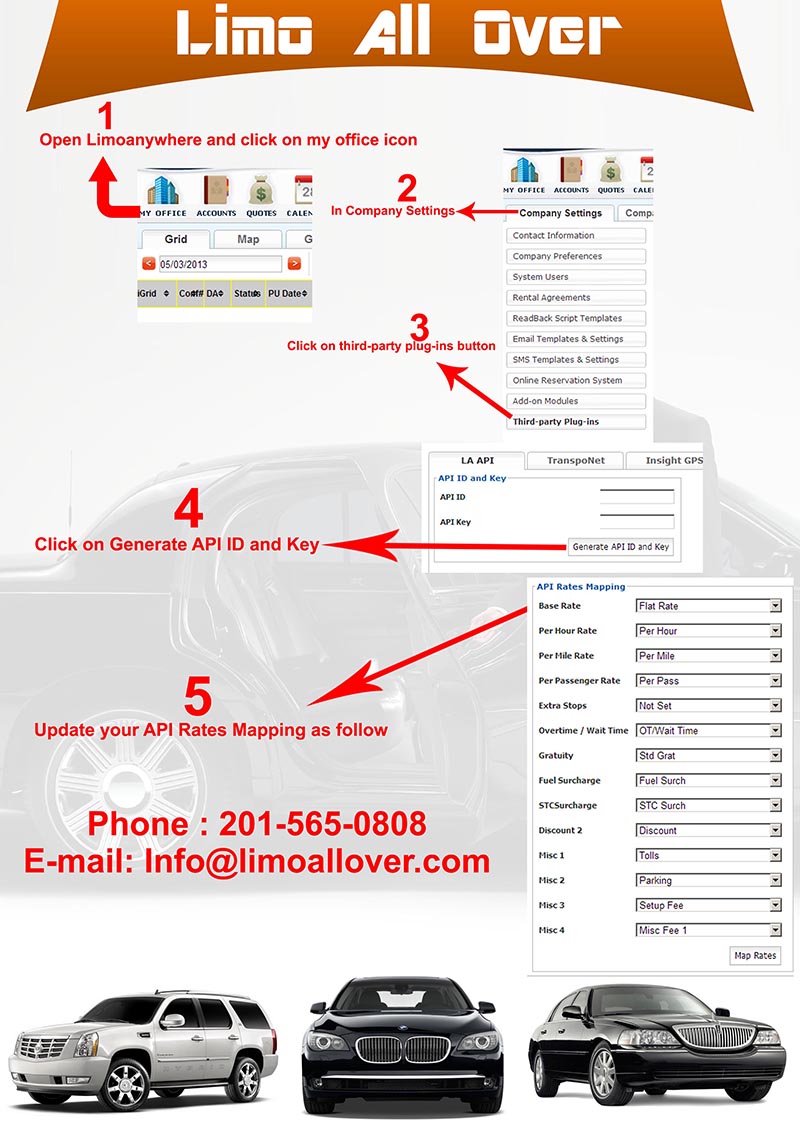 Limo All Over
1
Open Limoanywhere and click on my office icon
MY OFFICE ACCOUNTS QUOTES CALEN
Grid Map G
05/03/2013
iGrid Conf# DA Status PU Date
2
In Company Settings
MY OFFICE ACCOUNTS QUOTES CALE
Company Settings Comp
Contact Information
Company Preferences
System Users
Rental Agreements
ReadBack Script Templates
Email Templates & Settings
SMS Templates & Settings
Online Reservation System
Add-on Modules
Third-party Plug-ins
3
Click on third-party plug-ins button
LA API TranspoNet Insight GPS
API ID and Key
API ID
API Key
Generate API ID and Key
4
Click on Generate API ID and Key
API Rates Mapping
Base Rate Flat Rate
Per Hour Rate Per Hour
Per Mile Rate Per Mile
Per Passenger Rate Per Pass
Extra Stops Not Set
Overtime / Wait Time OT/Wait Time
Gratuity Std Grat
Fuel Surcharge Fuel Surch
STCSurcharge STC Surch
Discount 2 Discount
Misc 1 Tolls
Misc 2 Parking
Misc 3 Setup Fee
Misc 4 Misc Fee 1
Map Rates
5
Update your API Rates Mapping as follow
Phone : 201-565-0808
E-mail: Info@limoallover.com